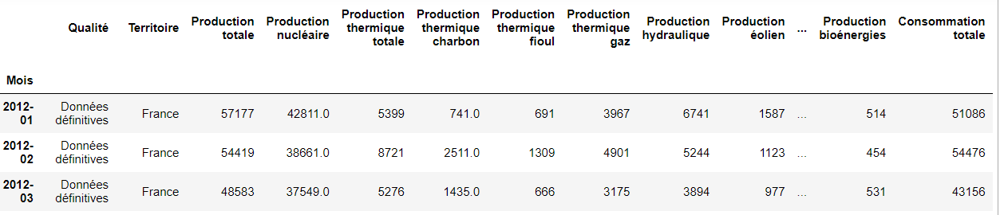 Qualité Territoire Production totale Production nucléaire Production thermique totale Production thermique charbon Production thermique fioul Production thermique gaz Production hydraulique Production éolien ... Production bioénergies Consommation totale
Mois
2012-01 Données définitives France 57177 42811.0 5399 741.0 691 3967 6741 1587 ... 514 51086
2012-02 Données définitives France 54419 38661.0 8721 2511.0 1309 4901 5244 1123 ... 454 54476
2012-03 Données définitives France 48583 37549.0 5276 1435.0 666 3175 3894 977 ... 531 43156